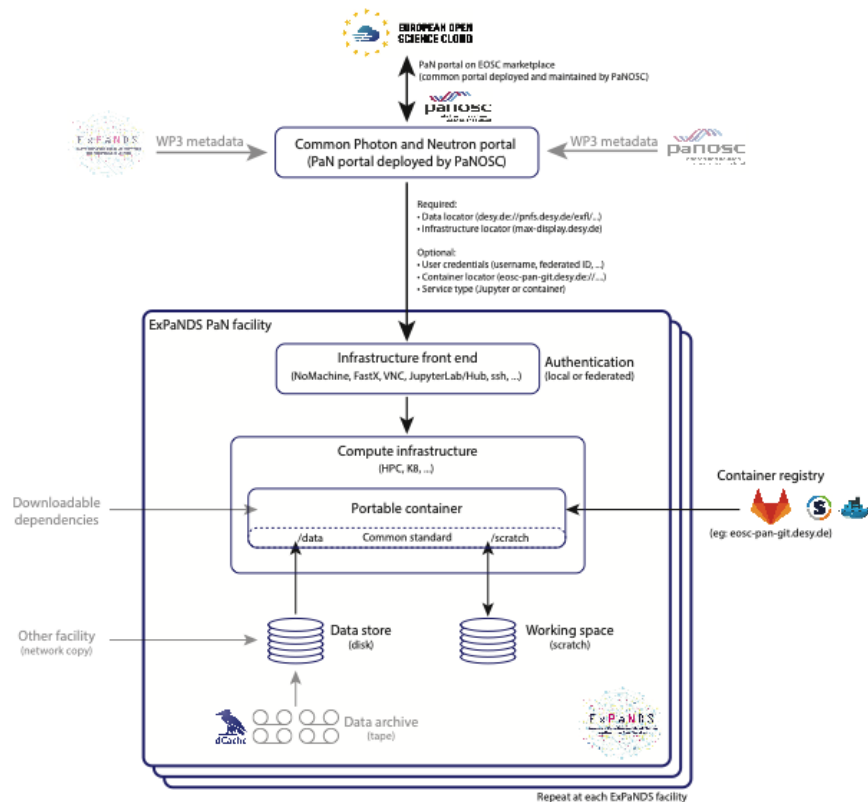 EUROPEAN OPEN
SCIENCE CLOUD
PaN portal on EOSC marketplace
(common portal deployed and maintained by PaNOSC)
panosc
ExPaNDS
WP3 metadata
Common Photon and Neutron portal
(PaN portal deployed by PaNOSC)
WP3 metadata
panosc
Required:
• Data locator (desy.de://pnfs.desy.de/exfl/...)
• Infrastructure locator (max-display.desy.de)
Optional:
• User credentials (username, federated ID, ...)
• Container locator (eosc-pan-git.desy.de://....)
• Service type (Jupyter or container)
ExPaNDS PaN facility
Infrastructure front end
(NoMachine, FastX, VNC, JupyterLab/Hub, ssh, ...)
Authentication
(local or federated)
Compute infrastructure
(HPC, K8, ...)
Container registry
Downloadable
dependencies
Portable container
S
(eg: eosc-pan-git.desy.de)
/data Common standard /scratch
Other facility
(network copy)
Data store
(disk)
Working space
(scratch)
dCache
Data archive
(tape)
ExPaNDS
Repeat at each ExPaNDS facility